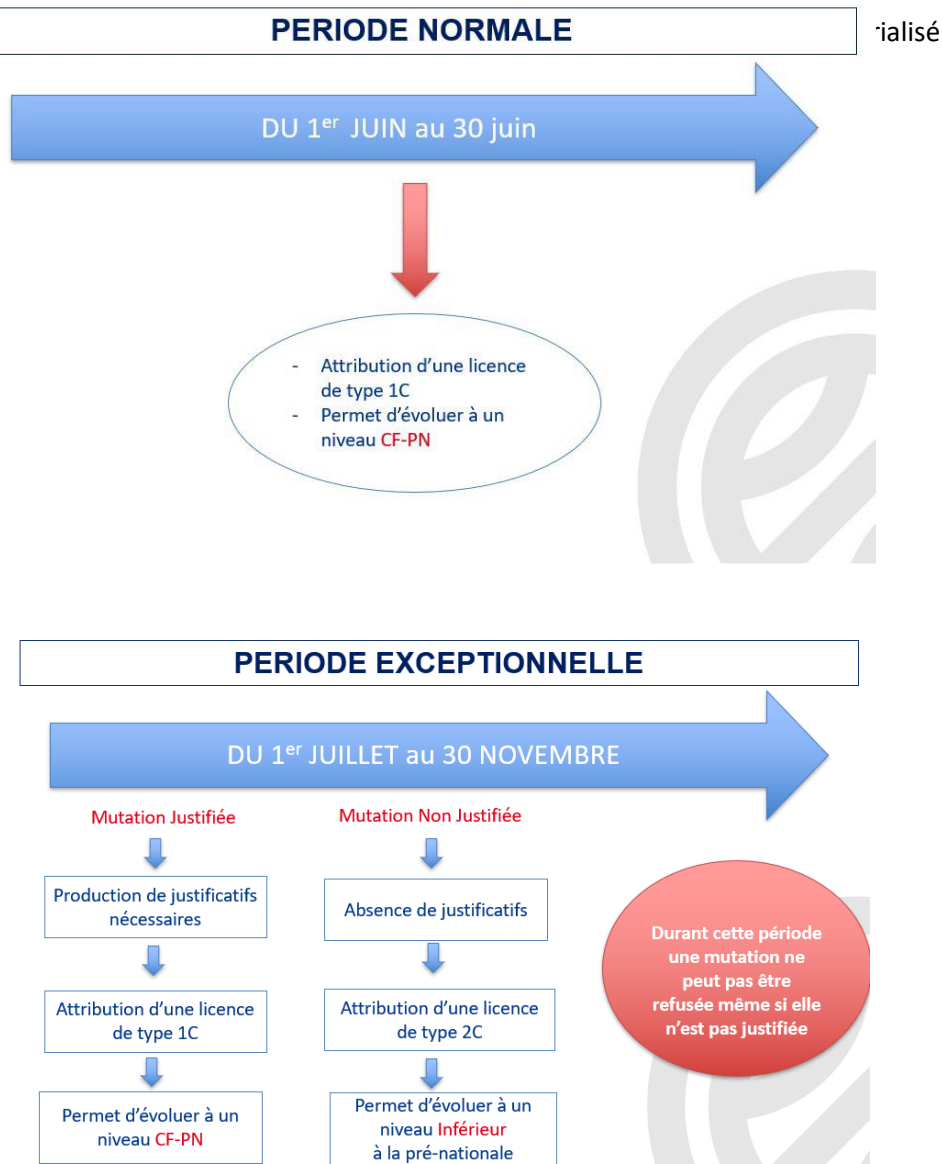 PERIODE NORMALE
rialisé
DU 1er JUIN au 30 juin
- Attribution d'une licence
de type 1C
- Permet d'évoluer à un
niveau CF-PN
PERIODE EXCEPTIONNELLE
DU 1er JUILLET au 30 NOVEMBRE
Mutation Justifiée
Production de justificatifs
nécessaires
Attribution d'une licence
de type 1C
Permet d'évoluer à un
niveau CF-PN
Mutation Non Justifiée
Absence de justificatifs
Attribution d'une licence
de type 2C
Permet d'évoluer à un
niveau Inférieur
à la pré-nationale
Durant cette période
une mutation ne
peut pas être
refusée même si elle
n'est pas justifiée